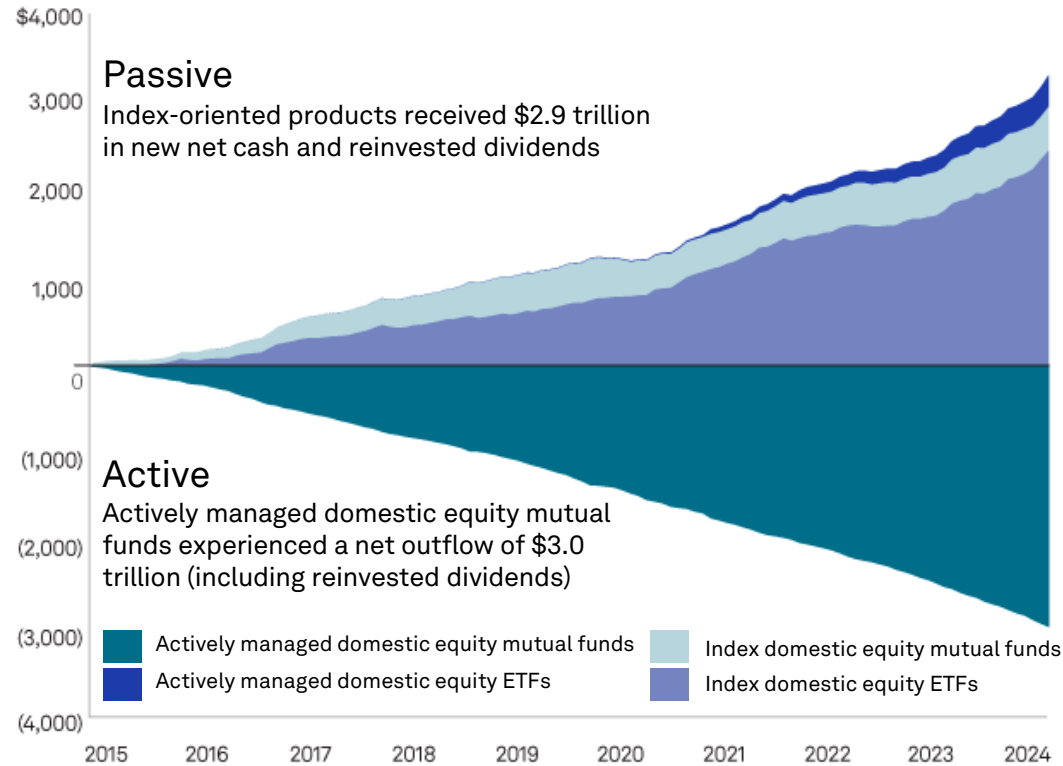 $4,000
3,000
2,000
1,000
0
(1,000)
(2,000)
(3,000)
(4,000)
Passive
Index-oriented products received $2.9 trillion
in new net cash and reinvested dividends
Active
Actively managed domestic equity mutual
funds experienced a net outflow of $3.0
trillion (including reinvested dividends)
Actively managed domestic equity mutual funds
Actively managed domestic equity ETFs
Index domestic equity mutual funds
Index domestic equity ETFs
2015 2016 2017 2018 2019 2020 2021 2022 2023 2024